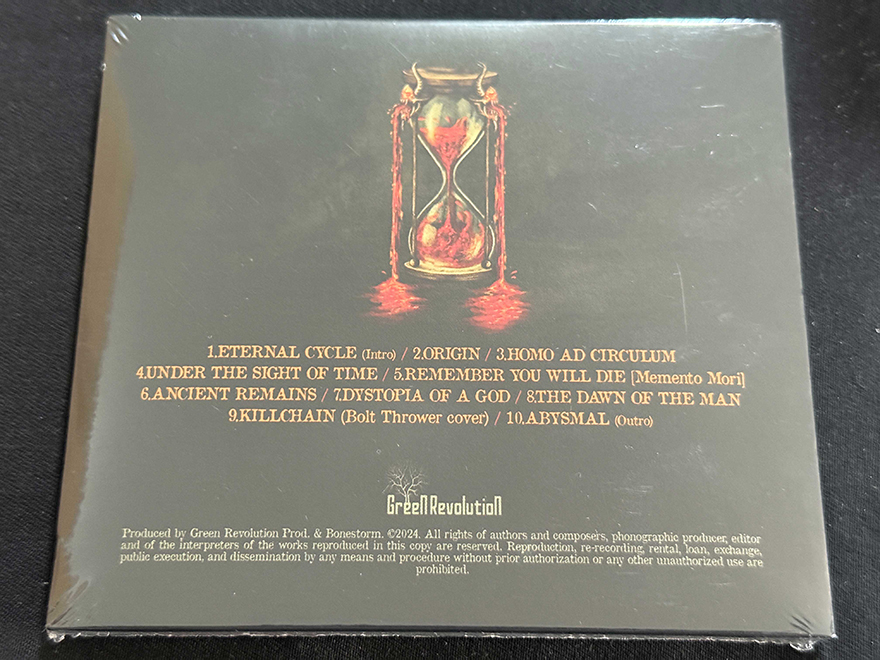 1.ETERNAL CYCLE (Intro) / 2.ORIGIN / 3.HOMO AD CIRCULUM
4.UNDER THE SIGHT OF TIME / 5.REMEMBER YOU WILL DIE [Memento Mori]
6.ANCIENT REMAINS / 7.DYSTOPIA OF A GOD / 8.THE DAWN OF THE MAN
9.KILLCHAIN (Bolt Thrower cover) / 10.ABYSMAL (Outro)
GreeN RevolutioN
Produced by Green Revolution Prod. & Bonestorm. ©2024. All rights of authors and composers, phonographic producer, editor
and of the interpreters of the works reproduced in this copy are reserved. Reproduction, re-recording, rental, loan, exchange,
public execution, and dissemination by any means and procedure without prior authorization or any other unauthorized use are
prohibited.